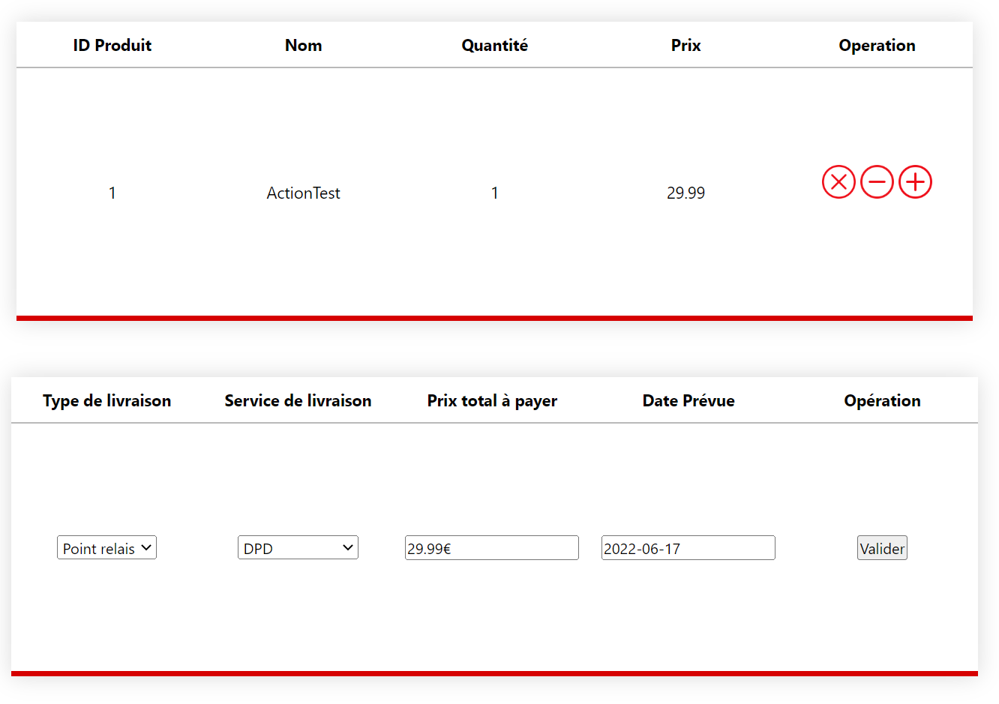 ID Produit Nom Quantité Prix Operation
1 ActionTest 1 29.99
Type de livraison Service de livraison Prix total à payer Date Prévue Opération
Point relais DPD 29.99€ 2022-06-17 Valider